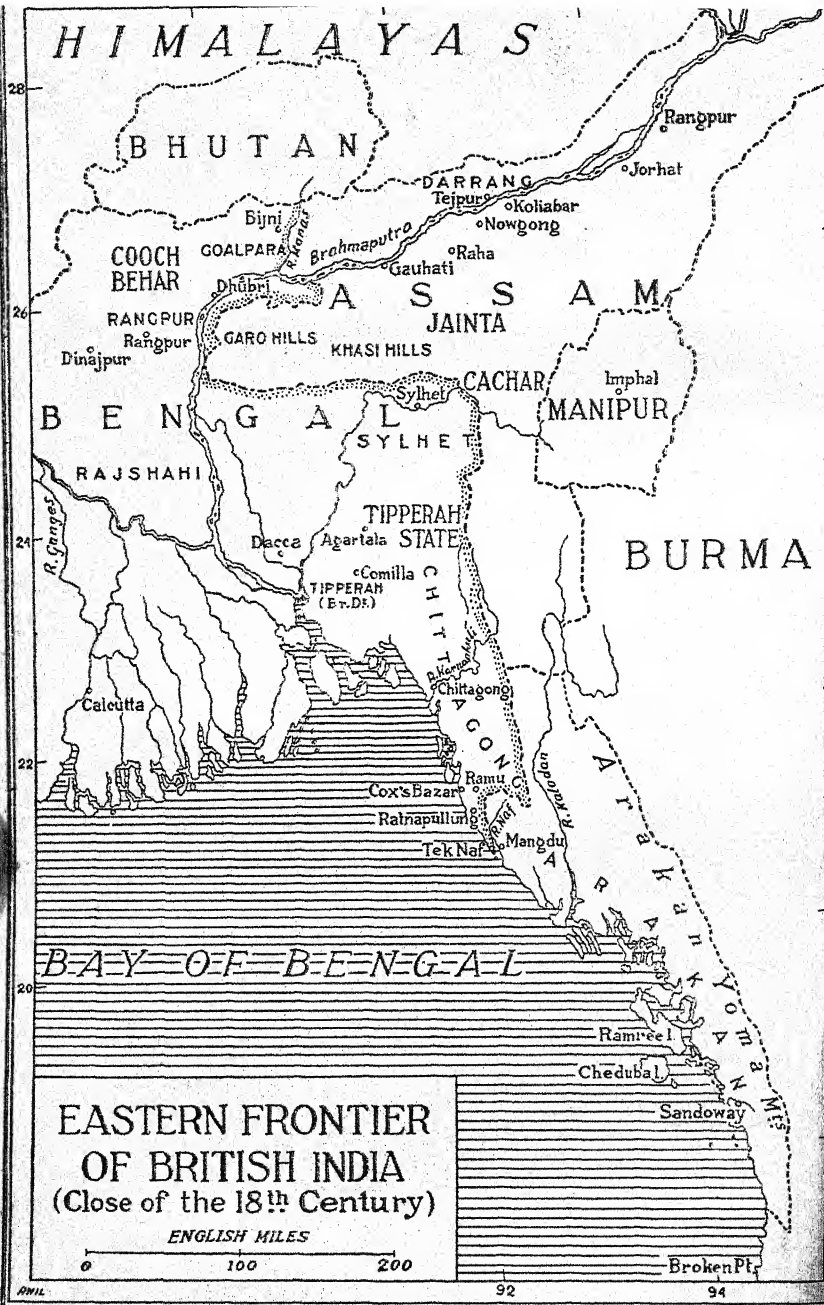 HIMALAYAS
28
BHUTAN
Rangpur
Jorhat
DARRANG
Tejpur
Koliabar
Nowgong
Bijni
R. Manas
Brahmaputra
COOCH
BEHAR
GOALPARA
Raha
Gauhati
Dhubri
26
ASSAM
RANGPUR
Rangpur
JAINTA
GARO HILLS
KHASI HILLS
Dinajpur
CACHAR
Imphal
MANIPUR
Sylhet
BENGAL
SYLHET
RAJSHAHI
TIPPERAH
STATE
24
R. Ganges
Dacca
Agartala
BURMA
Comilla
TIPPERAH
(Br.Dt.)
CHITTAGONG
R. Karnaphuli
Chittagong
Calcutta
22
Cox's Bazar
Ramu
R. Kalopan
Ratnapullung
R. Naf
Tek Naf
Mangdu
ARAKAN
Arakan Yoma Mts
BAY OF BENGAL
20
Ramree I.
Cheduba I.
Sandoway
EASTERN FRONTIER
OF BRITISH INDIA
(Close of the 18th Century)
ENGLISH MILES
0 100 200
Broken Pt.
ANIL
92 94